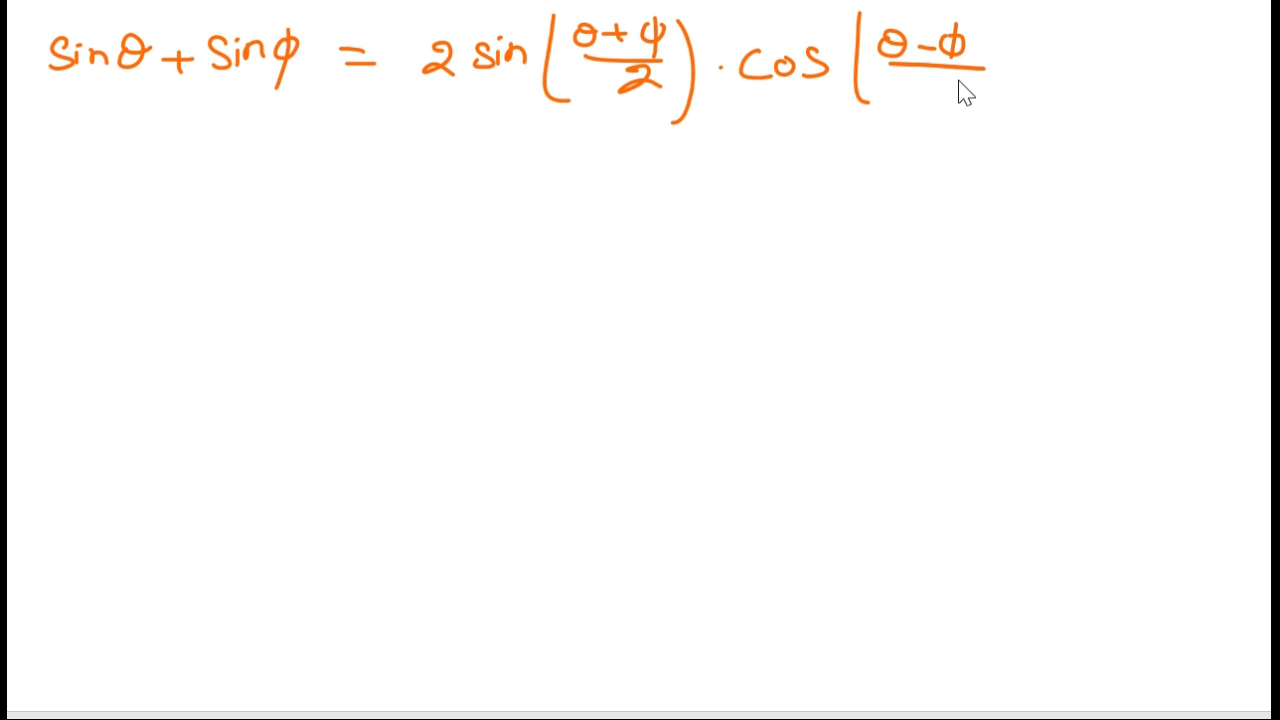 sinθ + sinϕ = 2 sin(θ+ψ/2) · cos(θ-ϕ/